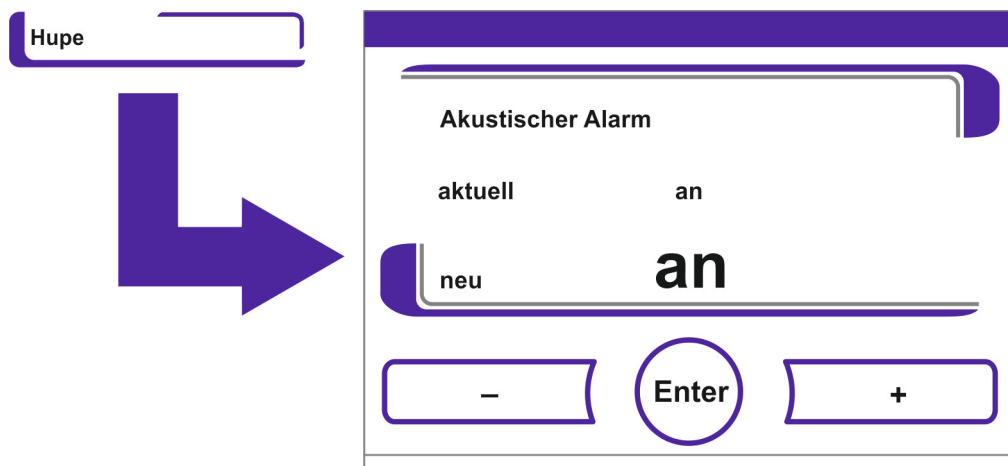 Hupe
Akustischer Alarm
aktuell an
neu an
– Enter +